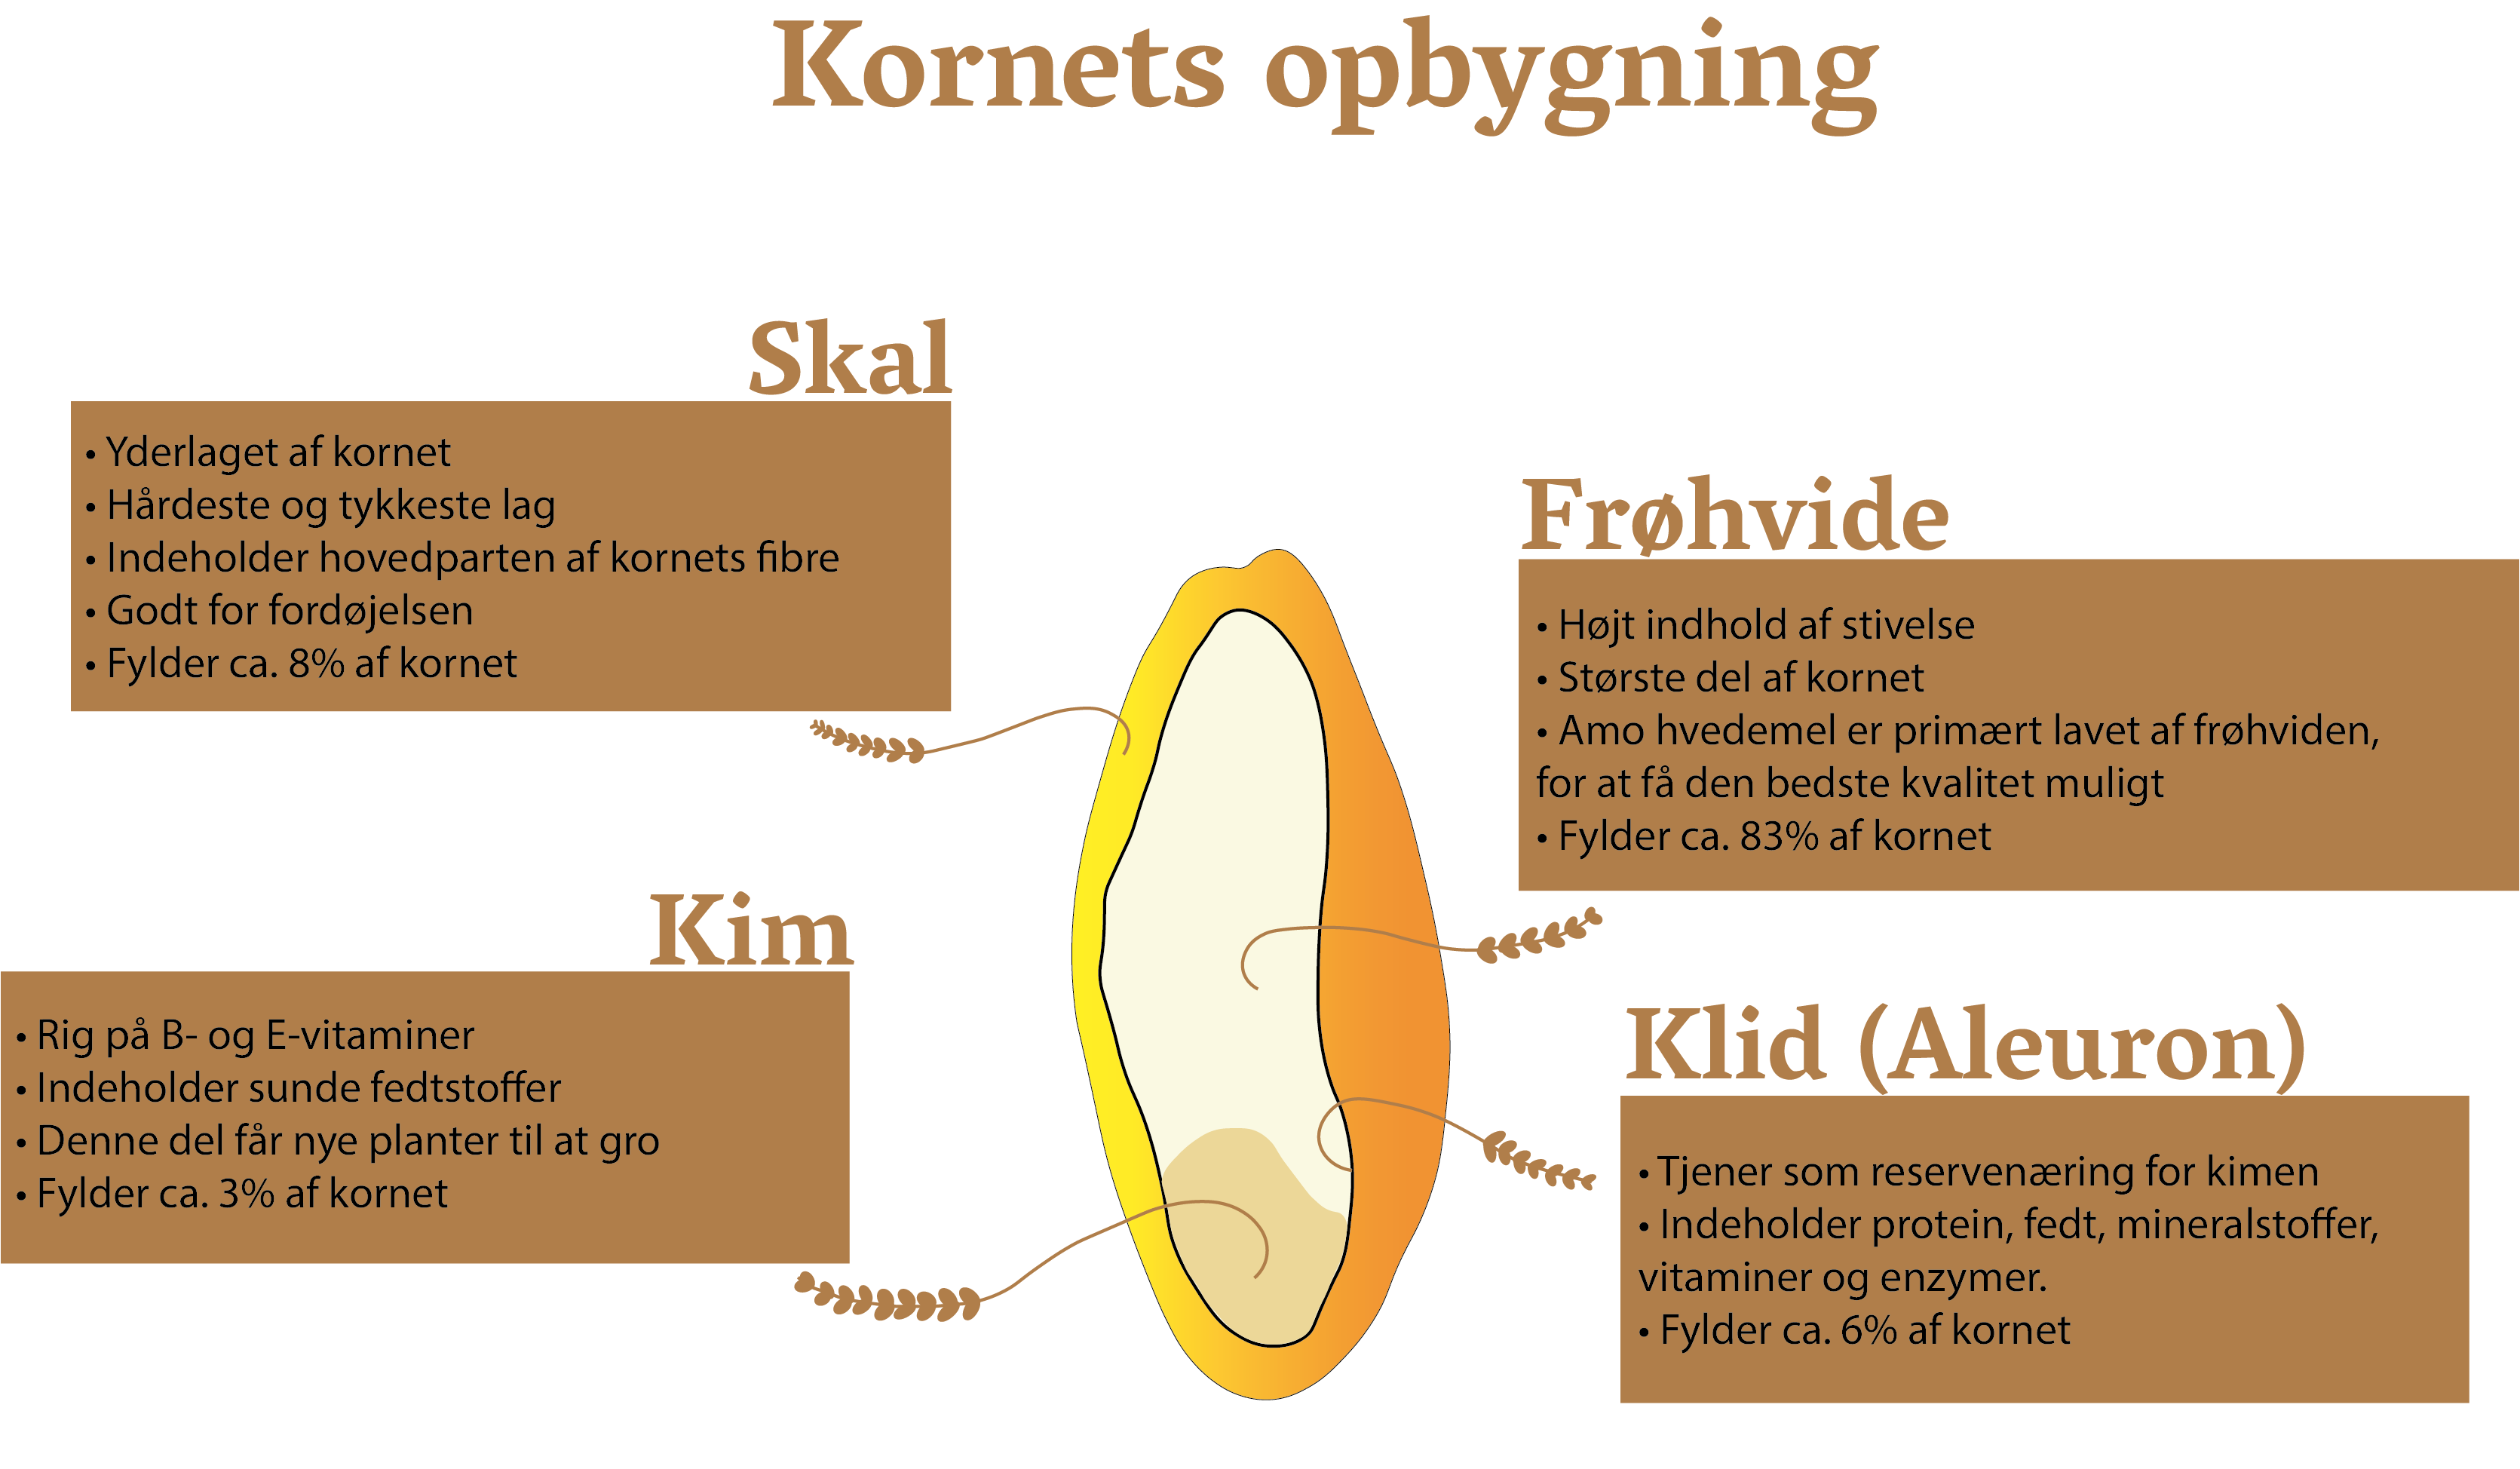 Kornets opbygning
Skal
• Yderlaget af kornet
• Hårdeste og tykkeste lag
• Indeholder hovedparten af kornets fibre
• Godt for fordøjelsen
• Fylder ca. 8% af kornet
Frøhvide
• Højt indhold af stivelse
• Største del af kornet
• Amo hvedemel er primært lavet af frøhviden,
for at få den bedste kvalitet muligt
• Fylder ca. 83% af kornet
Kim
• Rig på B- og E-vitaminer
• Indeholder sunde fedtstoffer
• Denne del får nye planter til at gro
• Fylder ca. 3% af kornet
Klid (Aleuron)
• Tjener som reservenæring for kimen
• Indeholder protein, fedt, mineralstoffer,
vitaminer og enzymer.
• Fylder ca. 6% af kornet